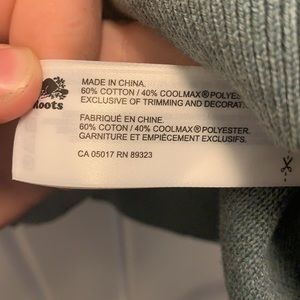 Roots
MADE IN CHINA.
60% COTTON / 40% COOLMAX® POLYES
EXCLUSIVE OF TRIMMING AND DECORAT
FABRIQUÉ EN CHINE.
60% COTON / 40% COOLMAX® POLYESTER.
GARNITURE ET EMPIÈCEMENT EXCLUSIFS.
CA 05017 RN 89323